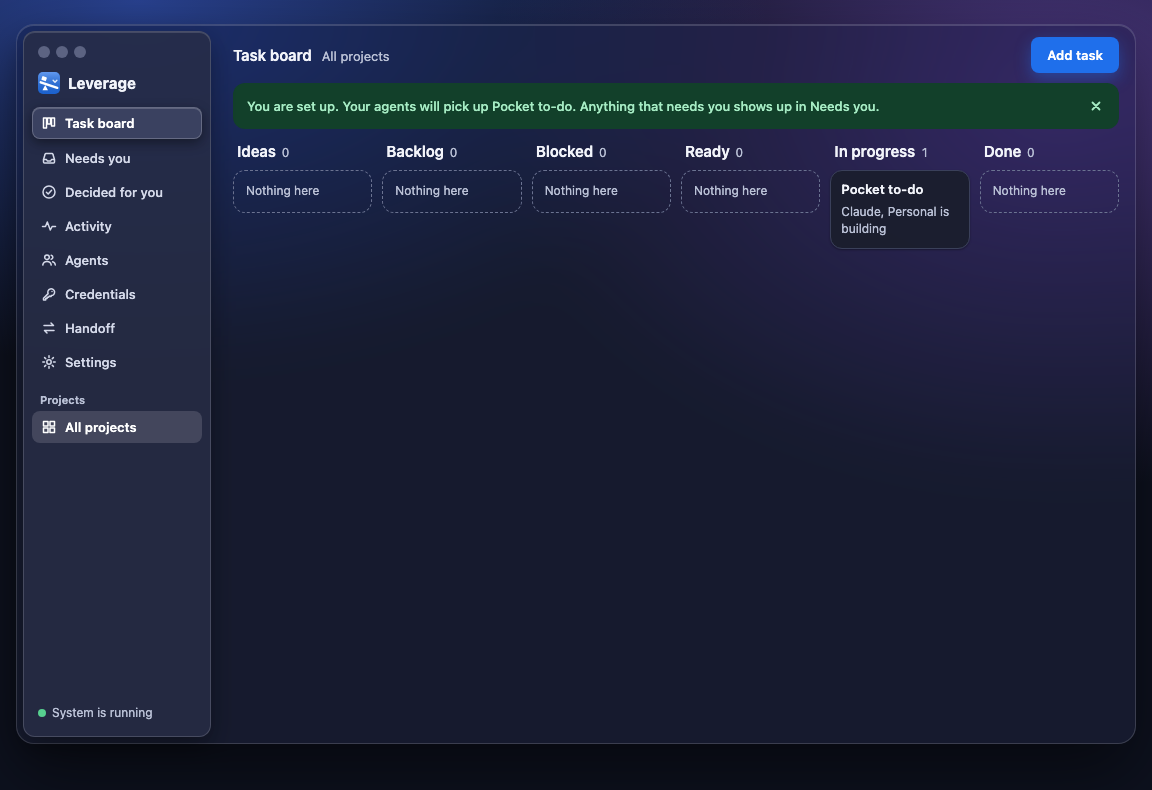 Leverage
Task board
Needs you
Decided for you
Activity
Agents
Credentials
Handoff
Settings
Projects
All projects
System is running
Task board All projects
Add task
You are set up. Your agents will pick up Pocket to-do. Anything that needs you shows up in Needs you.
Ideas 0
Nothing here
Backlog 0
Nothing here
Blocked 0
Nothing here
Ready 0
Nothing here
In progress 1
Pocket to-do
Claude, Personal is
building
Done 0
Nothing here